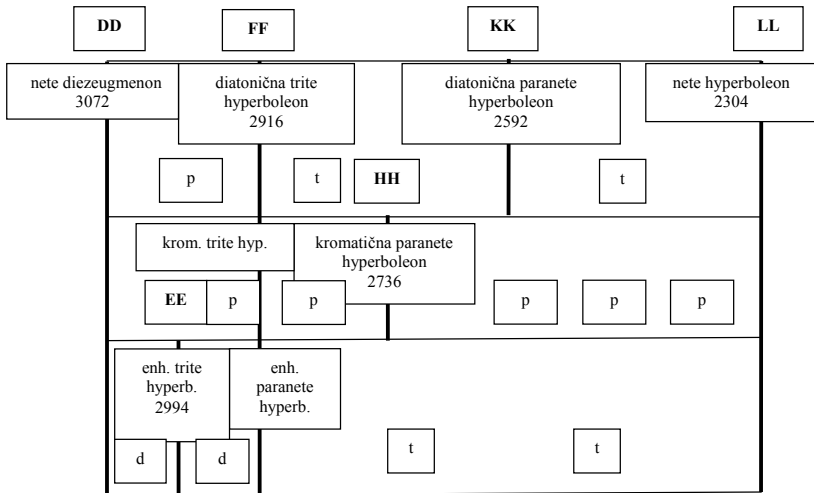 DD FF KK LL
nete diezeugmenon
3072
diatonična trite
hyperboleon
2916
diatonična paranete
hyperboleon
2592
nete hyperboleon
2304
p t HH t
krom. trite hyp.
kromatična paranete
hyperboleon
2736
EE p p p p p
enh. trite
hyperb.
2994
enh.
paranete
hyperb.
d d t t